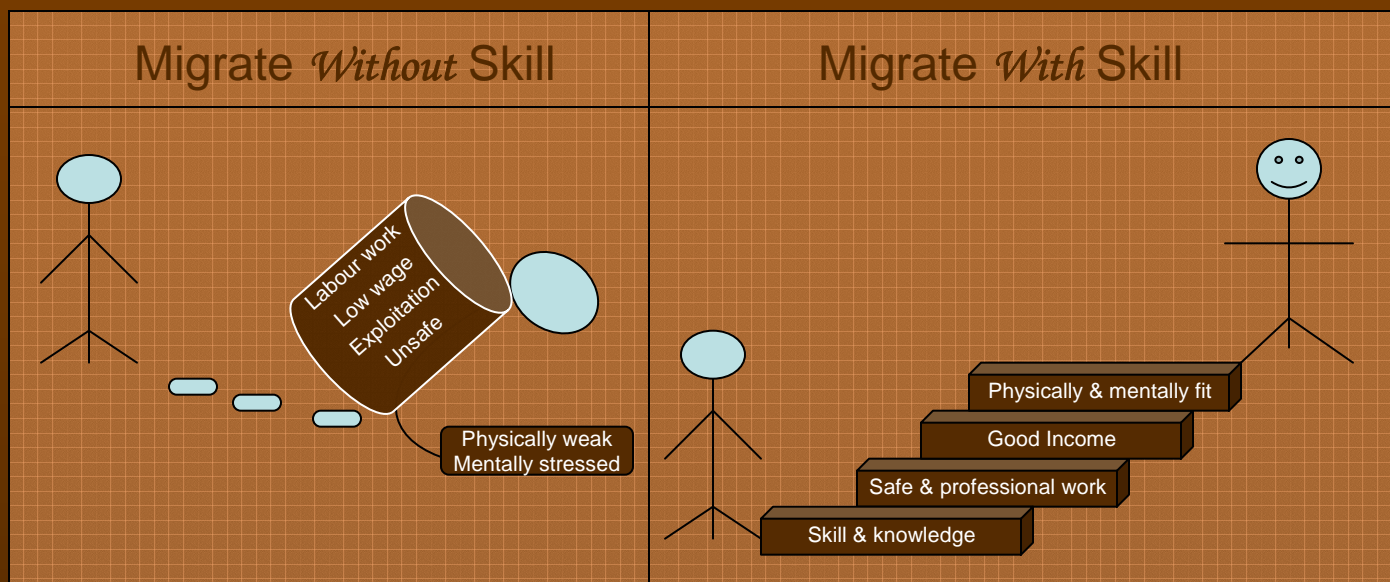 Migrate Without Skill
Migrate With Skill
Labour work
Low wage
Exploitation
Unsafe
Physically weak
Mentally stressed
Physically & mentally fit
Good Income
Safe & professional work
Skill & knowledge